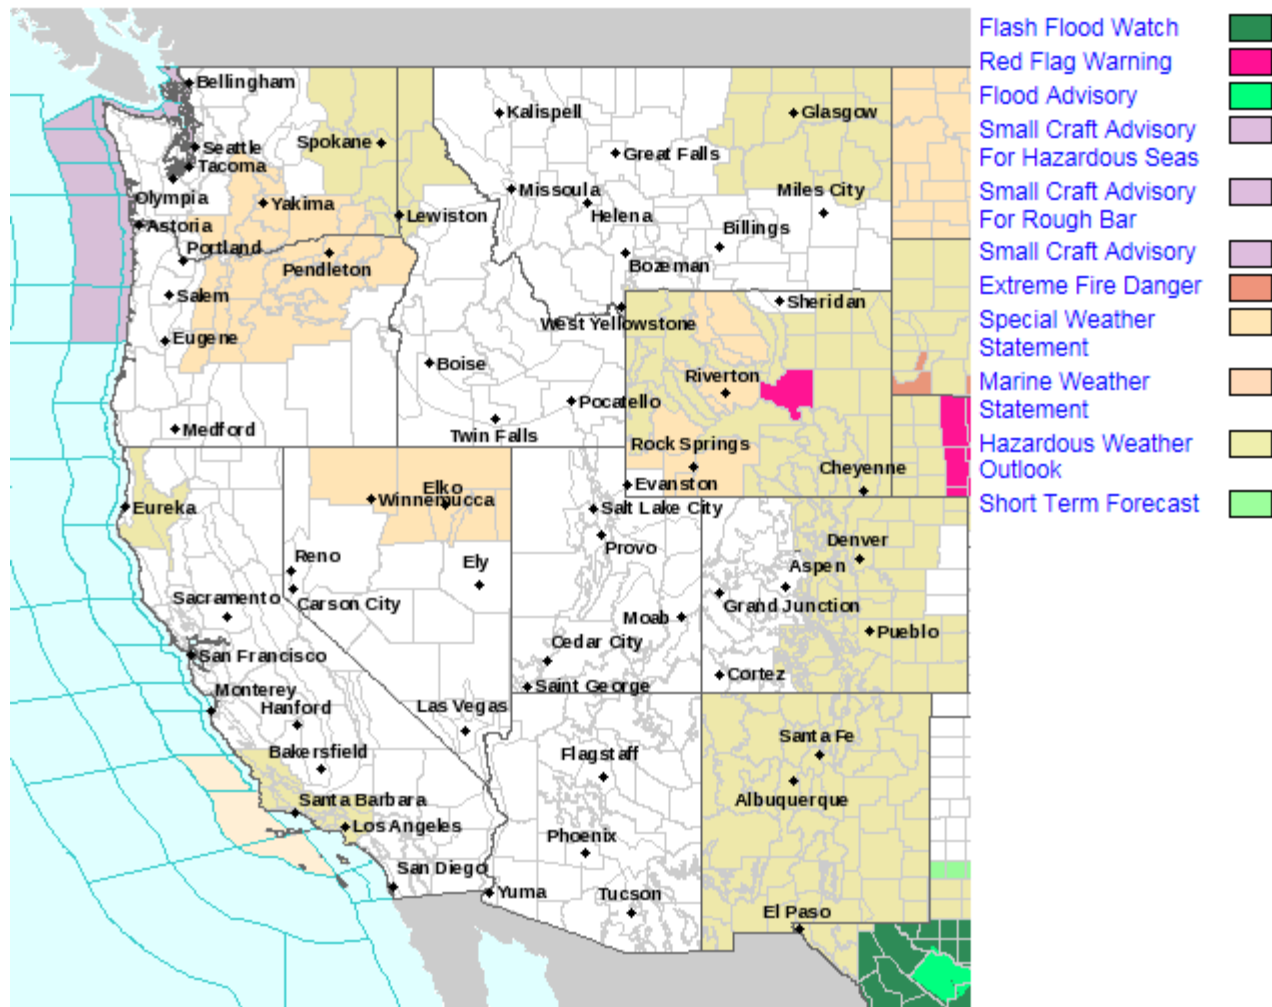 Flash Flood Watch
Red Flag Warning
Flood Advisory
Small Craft Advisory
For Hazardous Seas
Small Craft Advisory
For Rough Bar
Small Craft Advisory
Extreme Fire Danger
Special Weather
Statement
Marine Weather
Statement
Hazardous Weather
Outlook
Short Term Forecast
Bellingham
Kalispell
Glasgow
Seattle
Spokane
Great Falls
Tacoma
Missoula
Miles City
Olympia
Yakima
Lewiston
Helena
Astoria
Billings
Portland
Pendleton
Bozeman
Salem
Sheridan
West Yellowstone
Eugene
Boise
Riverton
Pocatello
Medford
Twin Falls
Rock Springs
Cheyenne
Evanston
Elko
Winnemucca
Eureka
Salt Lake City
Denver
Provo
Reno
Ely
Aspen
Sacramento
Carson City
Grand Junction
Moab
Pueblo
Cedar City
San Francisco
Cortez
Saint George
Monterey
Hanford
Las Vegas
Santa Fe
Bakersfield
Flagstaff
Santa Barbara
Albuquerque
Los Angeles
Phoenix
San Diego
Yuma
Tucson
El Paso